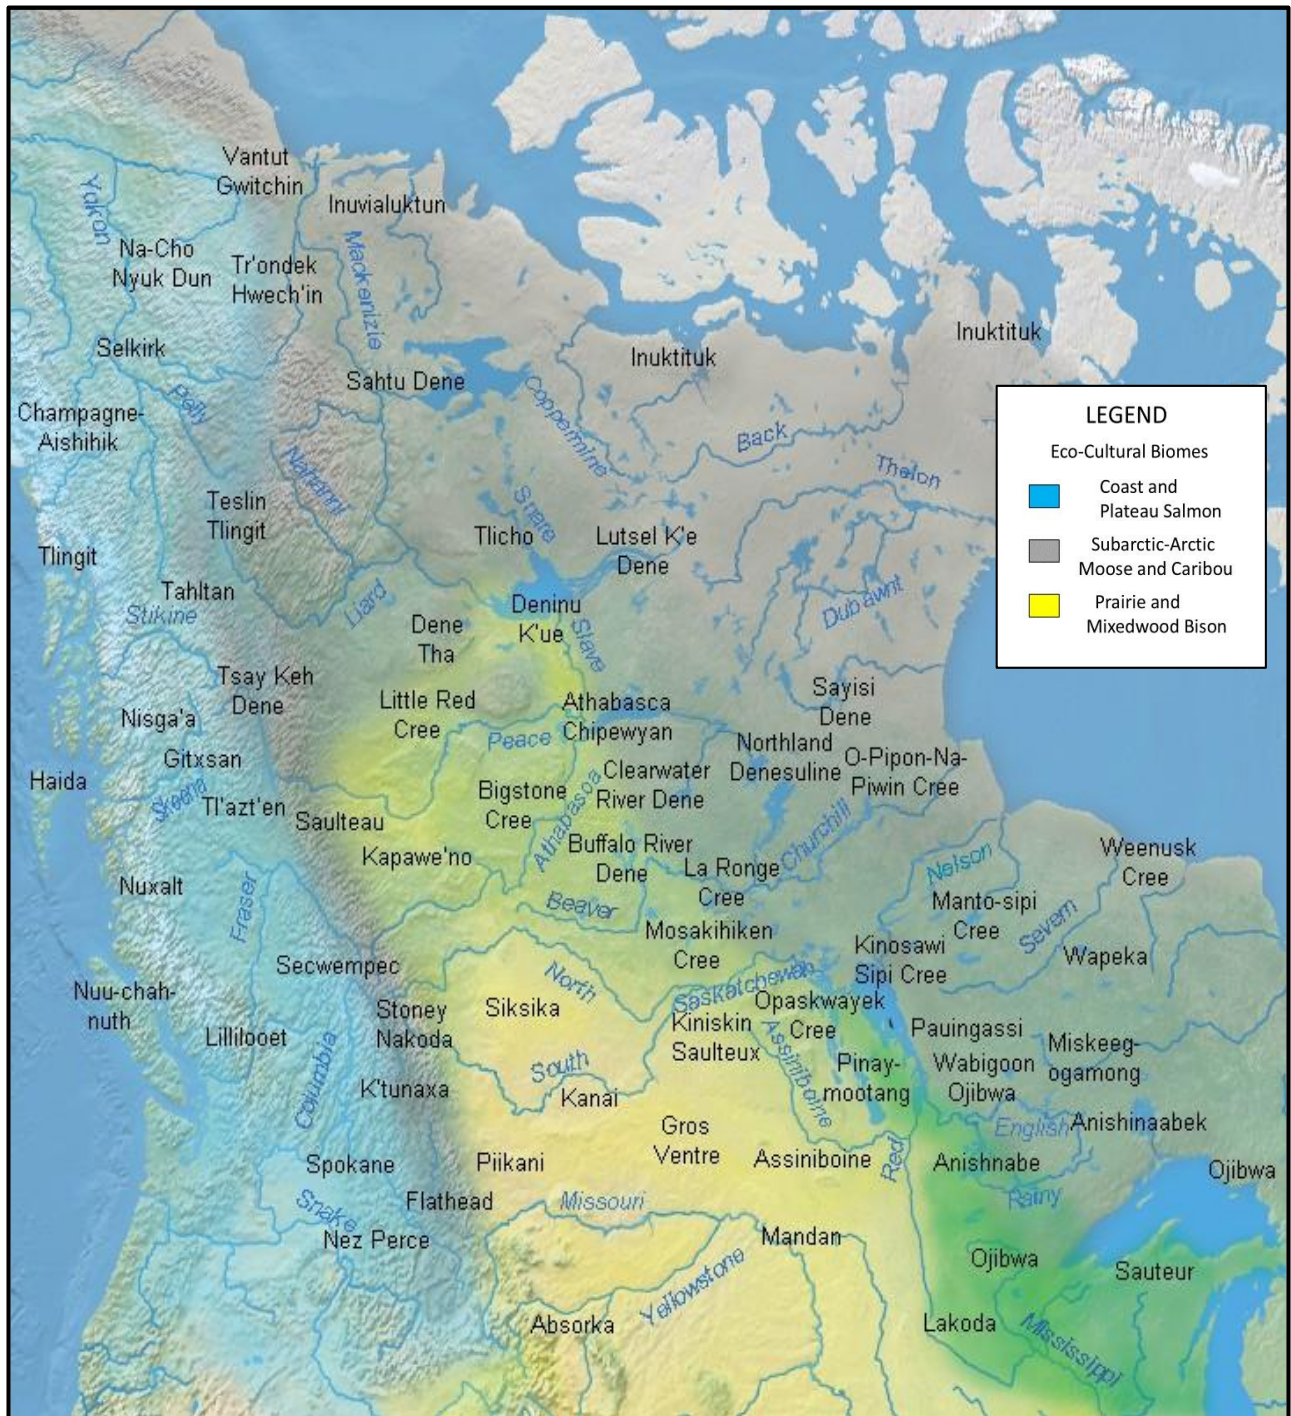 Vantut
Gwitchin
Inuvialuktun
Yukon
Na-Cho
Nyuk Dun
Tr'ondek
Hwech'in
Mackenizie
Selkirk
Inuktituk
Inuktituk
Sahtu Dene
Pelly
Coppermine
Champagne-
Aishihik
Back
Thelon
Nahanni
Teslin
Tlingit
Snare
Tlicho
Lutsel K'e
Dene
Tlingit
Tahltan
Stikine
Liard
Deninu
K'ue
Dubawnt
Dene
Tha
Slave
Tsay Keh
Dene
Little Red
Cree
Athabasca
Chipewyan
Sayisi
Dene
Nisga'a
Peace
Northland
Denesuline
O-Pipon-Na-
Piwin Cree
Gitxsan
Haida
Skeena
Tl'azt'en
Bigstone
Cree
Clearwater
River Dene
Saulteau
Athabasoa
Churchill
Kapawe'no
Buffalo River
Dene
La Ronge
Cree
Nelson
Weenusk
Cree
Nuxalt
Fraser
Beaver
Manto-sipi
Cree
Severn
Mosakihiken
Cree
Kinosawi
Sipi Cree
Wapeka
Secwempec
North
Saskatchewan
Nuu-chah-
nuth
Stoney
Nakoda
Siksika
Opaskwayek
Cree
Kiniskin
Saulteux
Assiniboine
Pauingassi
Lillilooet
Columbia
South
Pinay-
mootang
Wabigoon
Ojibwa
Miskeeg-
ogamong
K'tunaxa
Kanai
English
Anishinaabek
Gros
Ventre
Spokane
Piikani
Assiniboine
Red
Anishnabe
Ojibwa
Snake
Flathead
Missouri
Rainy
Nez Perce
Mandan
Ojibwa
Sauteur
Yellowstone
Absorka
Lakoda
Mississippi
LEGEND
Eco-Cultural Biomes
Coast and
Plateau Salmon
Subarctic-Arctic
Moose and Caribou
Prairie and
Mixedwood Bison